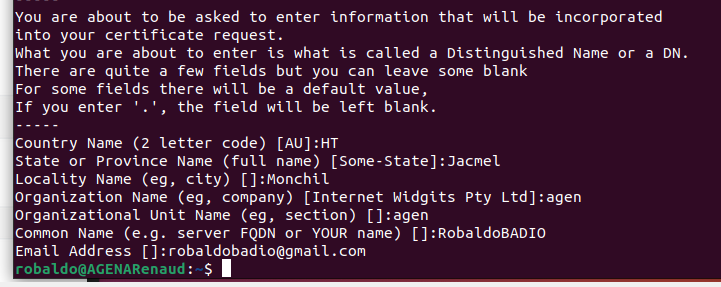 -----
You are about to be asked to enter information that will be incorporated
into your certificate request.
What you are about to enter is what is called a Distinguished Name or a DN.
There are quite a few fields but you can leave some blank
For some fields there will be a default value,
If you enter '.', the field will be left blank.
-----
Country Name (2 letter code) [AU]:HT
State or Province Name (full name) [Some-State]:Jacmel
Locality Name (eg, city) []:Monchil
Organization Name (eg, company) [Internet Widgits Pty Ltd]:agen
Organizational Unit Name (eg, section) []:agen
Common Name (e.g. server FQDN or YOUR name) []:RobaldoBADIO
Email Address []:robaldobadio@gmail.com
robaldo@AGENARenaud:~$